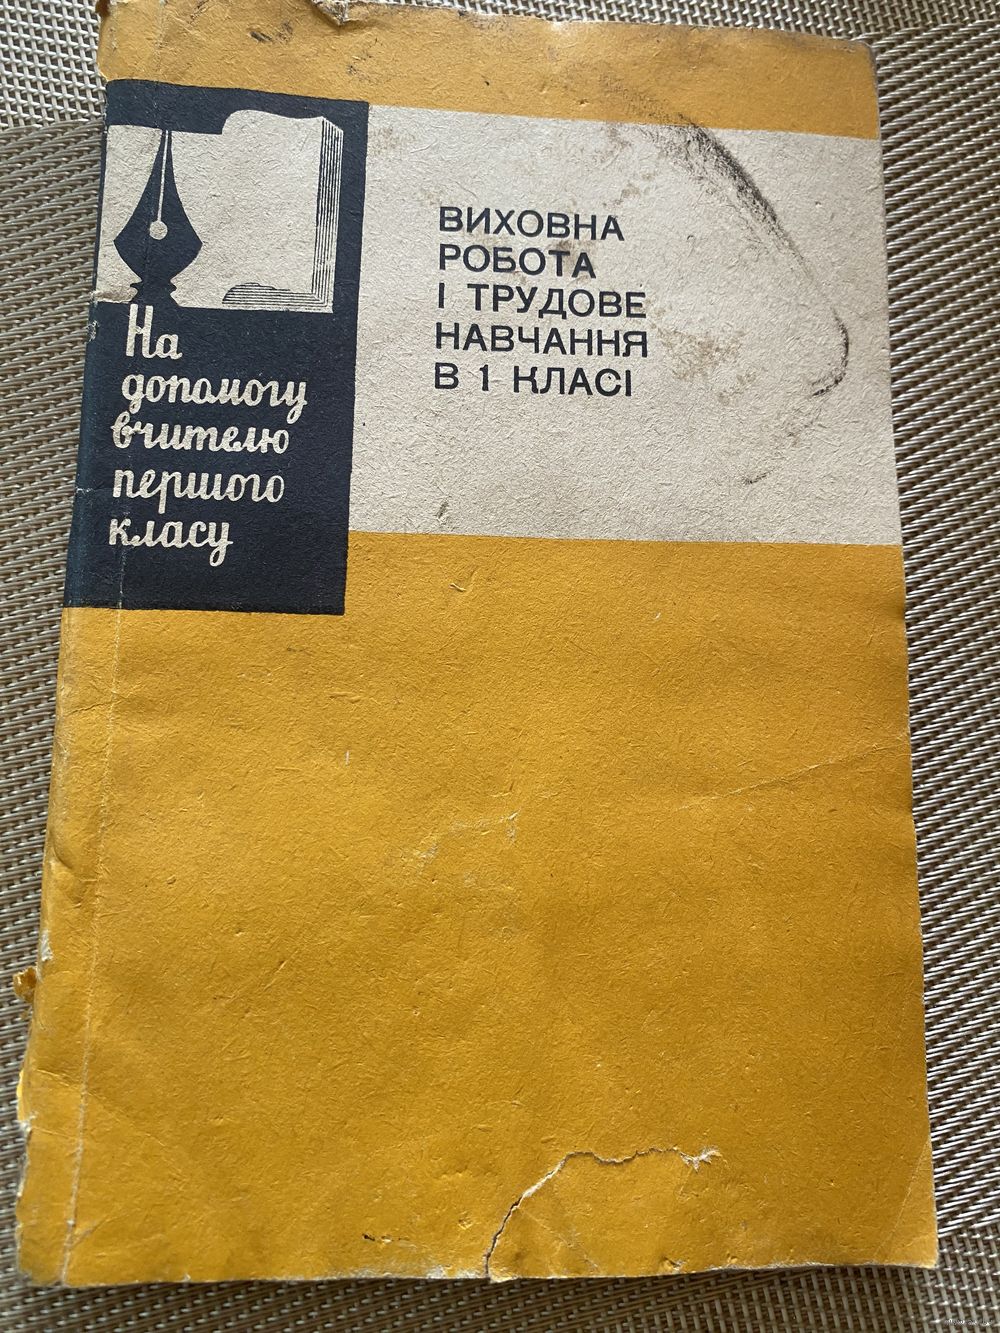 ВИХОВНА
РОБОТА
І ТРУДОВЕ
НАВЧАННЯ
В 1 КЛАСІ
На
допомогу
вчителю
першого
класу